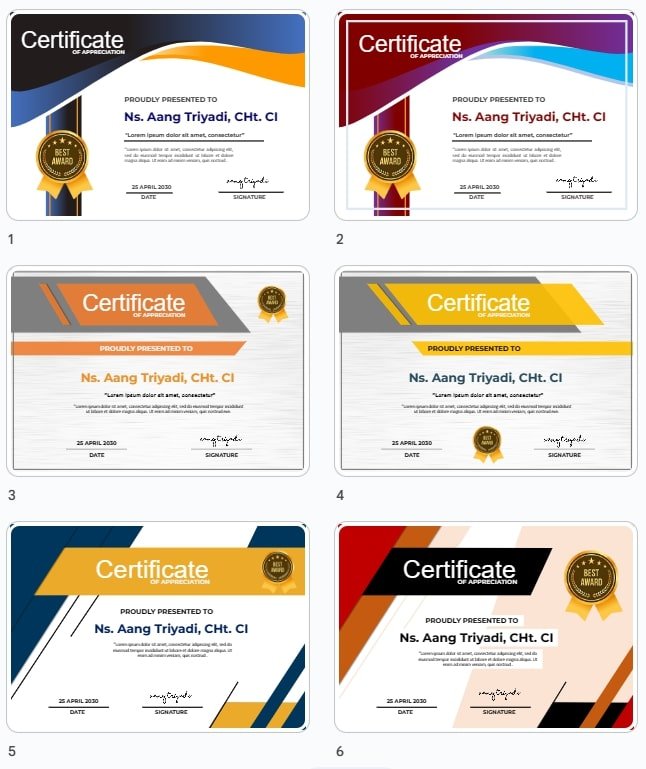 Certificate
OF APPRECIATION
PROUDLY PRESENTED TO
Ns. Aang Triyadi, CHt. CI
"Lorem ipsum dolor sit amet, consectetur"
"Lorem ipsum dolor sit amet, consectetur adipiscing elit,
sed do eiusmod tempor incididunt ut labore et dolore
magna aliqua. Ut enim ad minim veniam, quis nostrud.
BEST
AWARD
25 APRIL 2030
DATE
SIGNATURE
1
Certificate
OF APPRECIATION
PROUDLY PRESENTED TO
Ns. Aang Triyadi, CHt. CI
"Lorem ipsum dolor sit amet, consectetur"
"Lorem ipsum dolor sit amet, consectetur adipiscing elit,
sed do eiusmod tempor incididunt ut labore et dolore
magna aliqua. Ut enim ad minim veniam, quis nostrud.
BEST
AWARD
25 APRIL 2030
DATE
SIGNATURE
2
Certificate
OF APPRECIATION
BEST
AWARD
PROUDLY PRESENTED TO
Ns. Aang Triyadi, CHt. CI
"Lorem ipsum dolor sit amet, consectetur"
"Lorem ipsum dolor sit amet, consectetur adipiscing elit, sed do eiusmod tempor incididunt
ut labore et dolore magna aliqua. Ut enim ad minim veniam, quis nostrud
25 APRIL 2030
DATE
SIGNATURE
3
Certificate
OF APPRECIATION
PROUDLY PRESENTED TO
Ns. Aang Triyadi, CHt. CI
"Lorem ipsum dolor sit amet, consectetur"
"Lorem ipsum dolor sit amet, consectetur adipiscing elit, sed do eiusmod tempor incididunt
ut labore et dolore magna aliqua. Ut enim ad minim veniam, quis nostrud
BEST
AWARD
25 APRIL 2030
DATE
SIGNATURE
4
Certificate
OF APPRECIATION
BEST
AWARD
PROUDLY PRESENTED TO
Ns. Aang Triyadi, CHt. CI
"Lorem ipsum dolor sit amet, consectetur adipiscing elit, sed do
eiusmod tempor incididunt ut labore et dolore magna aliqua. Ut
enim ad minim veniam, quis nostrud .
25 APRIL 2030
DATE
SIGNATURE
5
Certificate
OF APPRECIATION
BEST
AWARD
PROUDLY PRESENTED TO
Ns. Aang Triyadi, CHt. CI
"Lorem ipsum dolor sit amet, consectetur adipiscing elit, sed do
eiusmod tempor incididunt ut labore et dolore magna aliqua. Ut
enim ad minim veniam, quis nostrud .
25 APRIL 2030
DATE
SIGNATURE
6